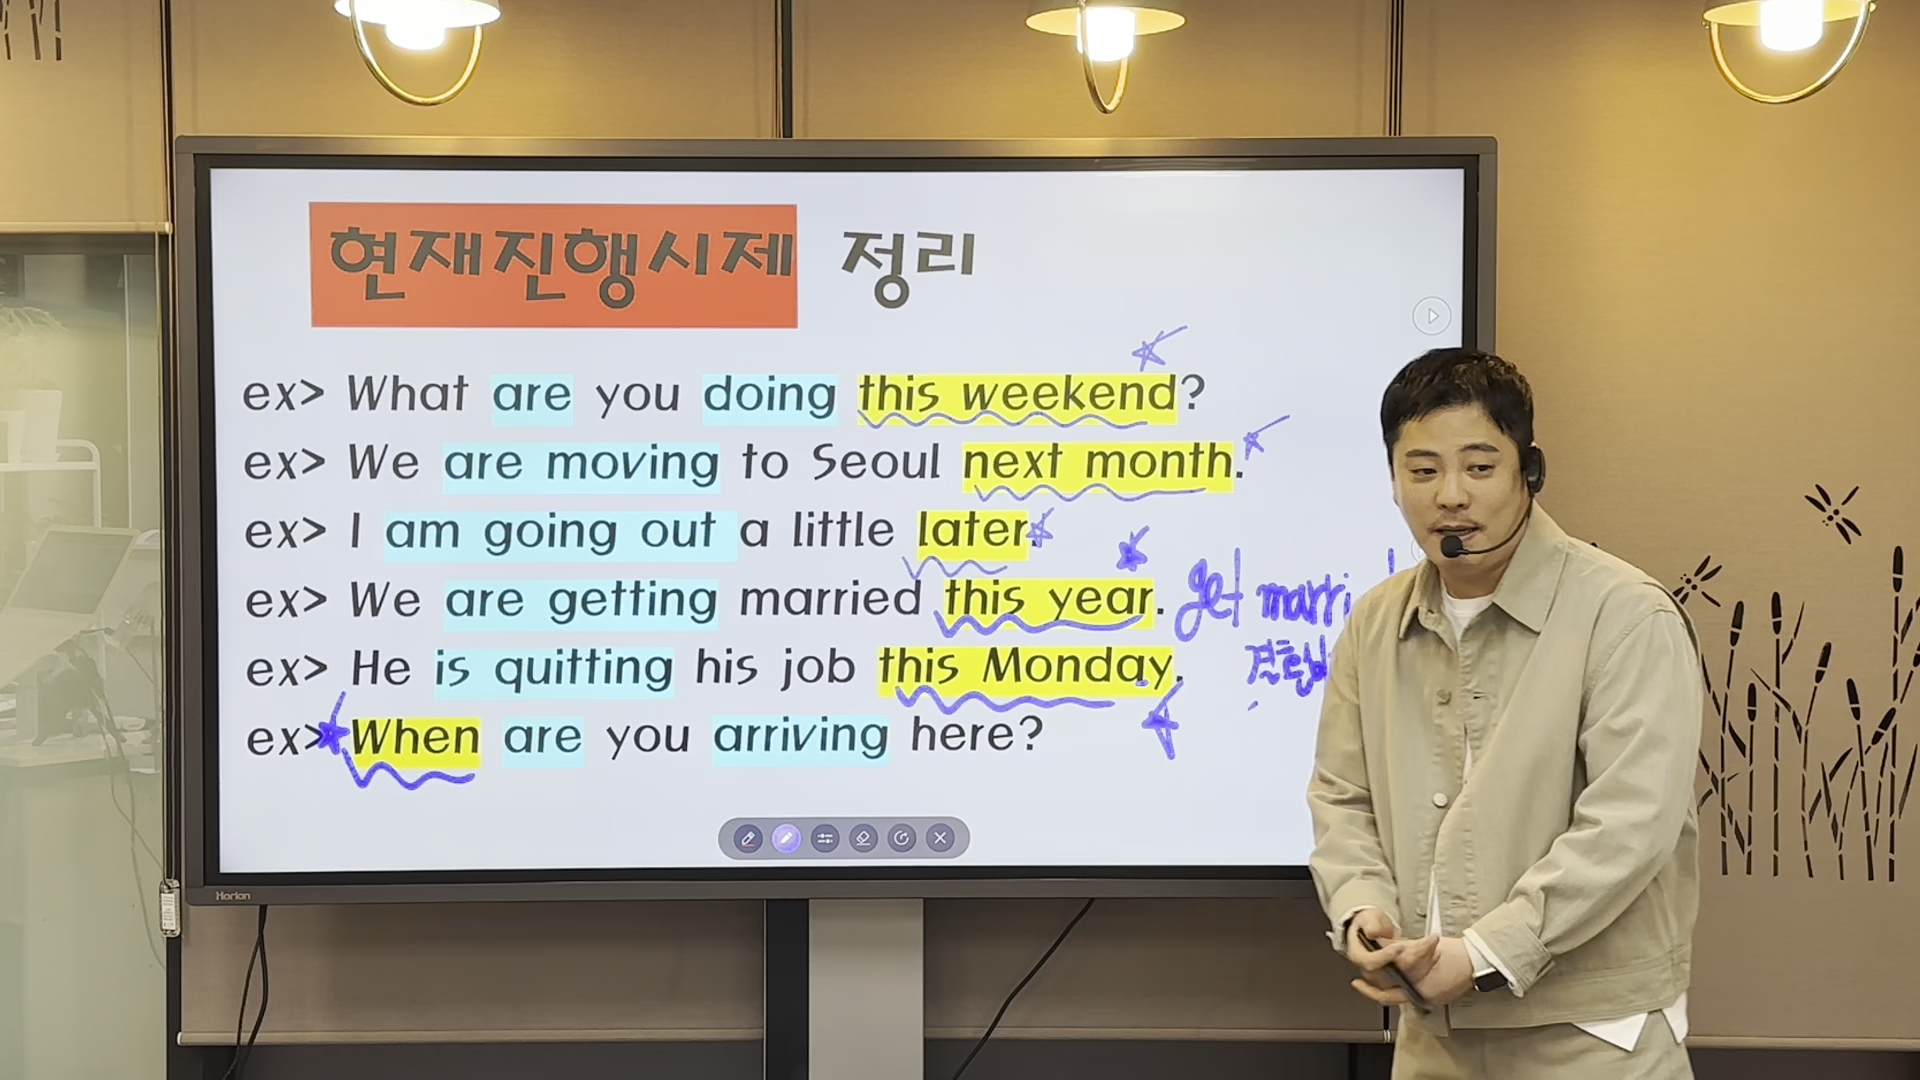 현재진행시제 정리
ex> What are you doing this weekend?
ex> We are moving to Seoul next month.
ex> I am going out a little later.
ex> We are getting married this year. get marri
ex> He is quitting his job this Monday.
ex> When are you arriving here?
Horion